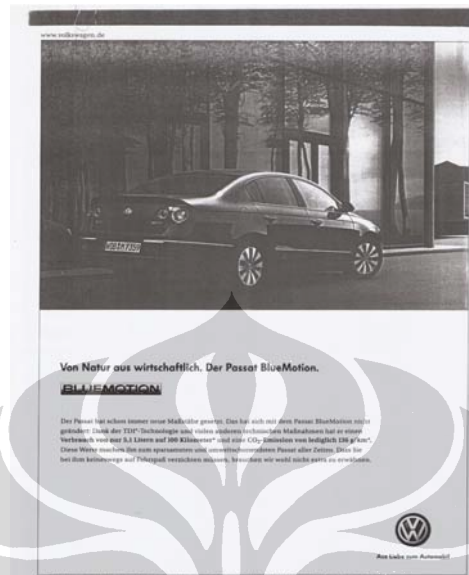 www.volkswagen.de
WOB·M 7359
Von Natur aus wirtschaftlich. Der Passat BlueMotion.
BLUEMOTION
Der Passat hat schon immer neue Maßstäbe gesetzt. Das hat sich mit dem Passat BlueMotion nicht
geändert: Dank der TDI®-Technologie und vielen anderen technischen Maßnahmen hat er einen
Verbrauch von nur 5,1 Litern auf 100 Kilometer* und eine CO₂-Emission von lediglich 136 g/km*.
Diese Werte machen ihn zum sparsamsten und umweltschonendsten Passat aller Zeiten. Dass Sie
bei ihm keineswegs auf Fahrspaß verzichten müssen, brauchen wir wohl nicht extra zu erwähnen.
Aus Liebe zum Automobil